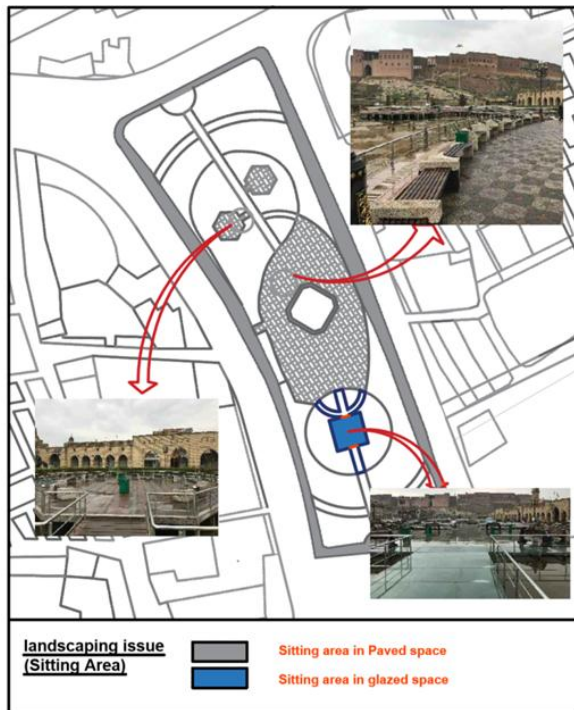 landscaping issue
(Sitting Area)
Sitting area in Paved space
Sitting area in glazed space